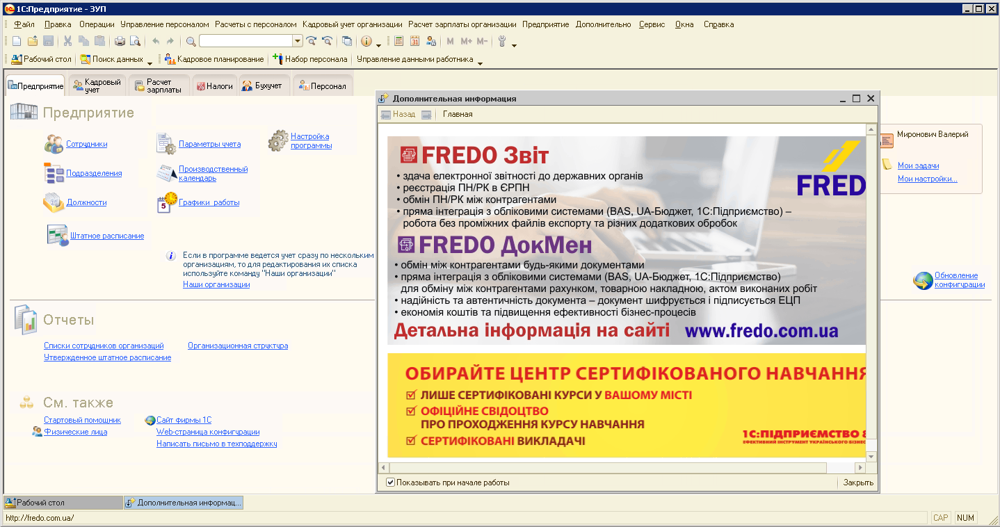 1С:Предприятие - ЗУП
Файл Правка Операции Управление персоналом Расчеты с персоналом Кадровый учет организации Расчет зарплаты организации Предприятие Дополнительно Сервис Окна Справка
M M+ M-
Рабочий стол Поиск данных Кадровое планирование Набор персонала Управление данными работника
Предприятие
Кадровый
учет
Расчет
зарплаты
Налоги
Бухучет
Персонал
Предприятие
Сотрудники
Параметры учета
Настройка
программы
Подразделения
Производственный
календарь
Должности
Графики работы
Штатное расписание
Если в программе ведется учет сразу по нескольким
организациям, то для редактирования их списка
используйте команду "Наши организации"
Наши организации
Отчеты
Списки сотрудников организаций
Организационная структура
Утвержденное штатное расписание
См. также
Стартовый помощник
Сайт фирмы 1С
Физические лица
Web-страница конфигурации
Написать письмо в техподдержку
Дополнительная информация
Назад Главная
FREDO Звіт
• здача електронної звітності до державних органів
• реєстрація ПН/РК в ЄРПН
• обмін ПН/РК між контрагентами
• пряма інтеграція з обліковими системами (BAS, UA-Бюджет, 1С:Підприємство) –
робота без проміжних файлів експорту та різних додаткових обробок
FRED
FREDO ДокМен
• обмін між контрагентами будь-якими документами
• пряма інтеграція з обліковими системами (BAS, UA-Бюджет, 1С:Підприємство)
для обміну між контрагентами рахунком, товарною накладною, актом виконаних робіт
• надійність та автентичність документа – документ шифрується і підписується ЕЦП
• економія коштів та підвищення ефективності бізнес-процесів
Детальна інформація на сайті www.fredo.com.ua
ОБИРАЙТЕ ЦЕНТР СЕРТИФІКОВАНОГО НАВЧАННЯ
ЛИШЕ СЕРТИФІКОВАНІ КУРСИ У ВАШОМУ МІСТІ
ОФІЦІЙНЕ СВІДОЦТВО
ПРО ПРОХОДЖЕННЯ КУРСУ НАВЧАННЯ
СЕРТИФІКОВАНІ ВИКЛАДАЧІ
1С:ПІДПРИЄМСТВО 8
ЕФЕКТИВНИЙ ІНСТРУМЕНТ УКРАЇНСЬКОГО БІЗНЕС
Показывать при начале работы
Закрыть
Миронович Валерий
Мои задачи
Мои настройки...
Обновление
конфигурации
Рабочий стол
Дополнительная информац...
http://fredo.com.ua/
CAP NUM